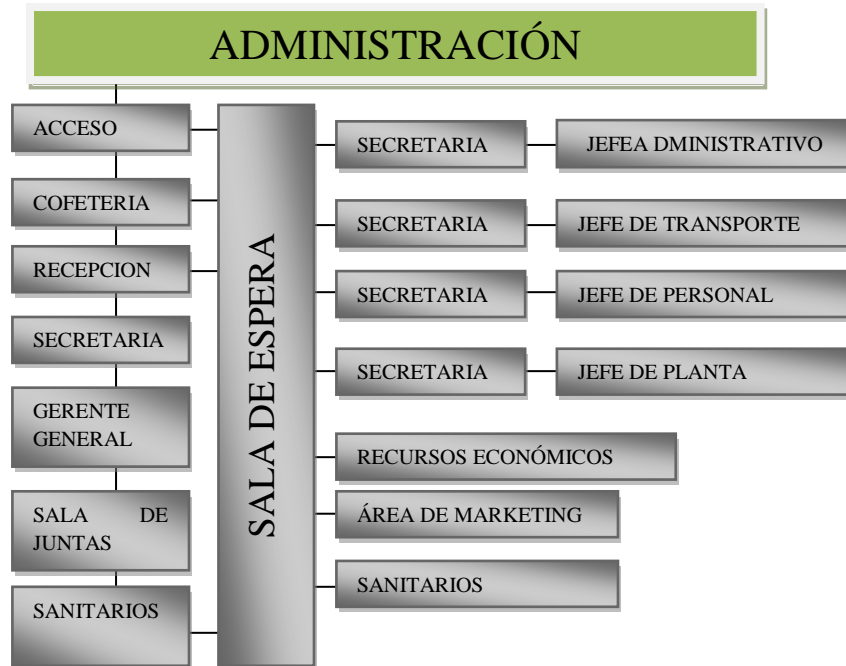 ADMINISTRACIÓN
ACCESO
COFETERIA
RECEPCION
SECRETARIA
GERENTE
GENERAL
SALA DE
JUNTAS
SANITARIOS
SALA DE ESPERA
SECRETARIA
JEFEA DMINISTRATIVO
SECRETARIA
JEFE DE TRANSPORTE
SECRETARIA
JEFE DE PERSONAL
SECRETARIA
JEFE DE PLANTA
RECURSOS ECONÓMICOS
ÁREA DE MARKETING
SANITARIOS